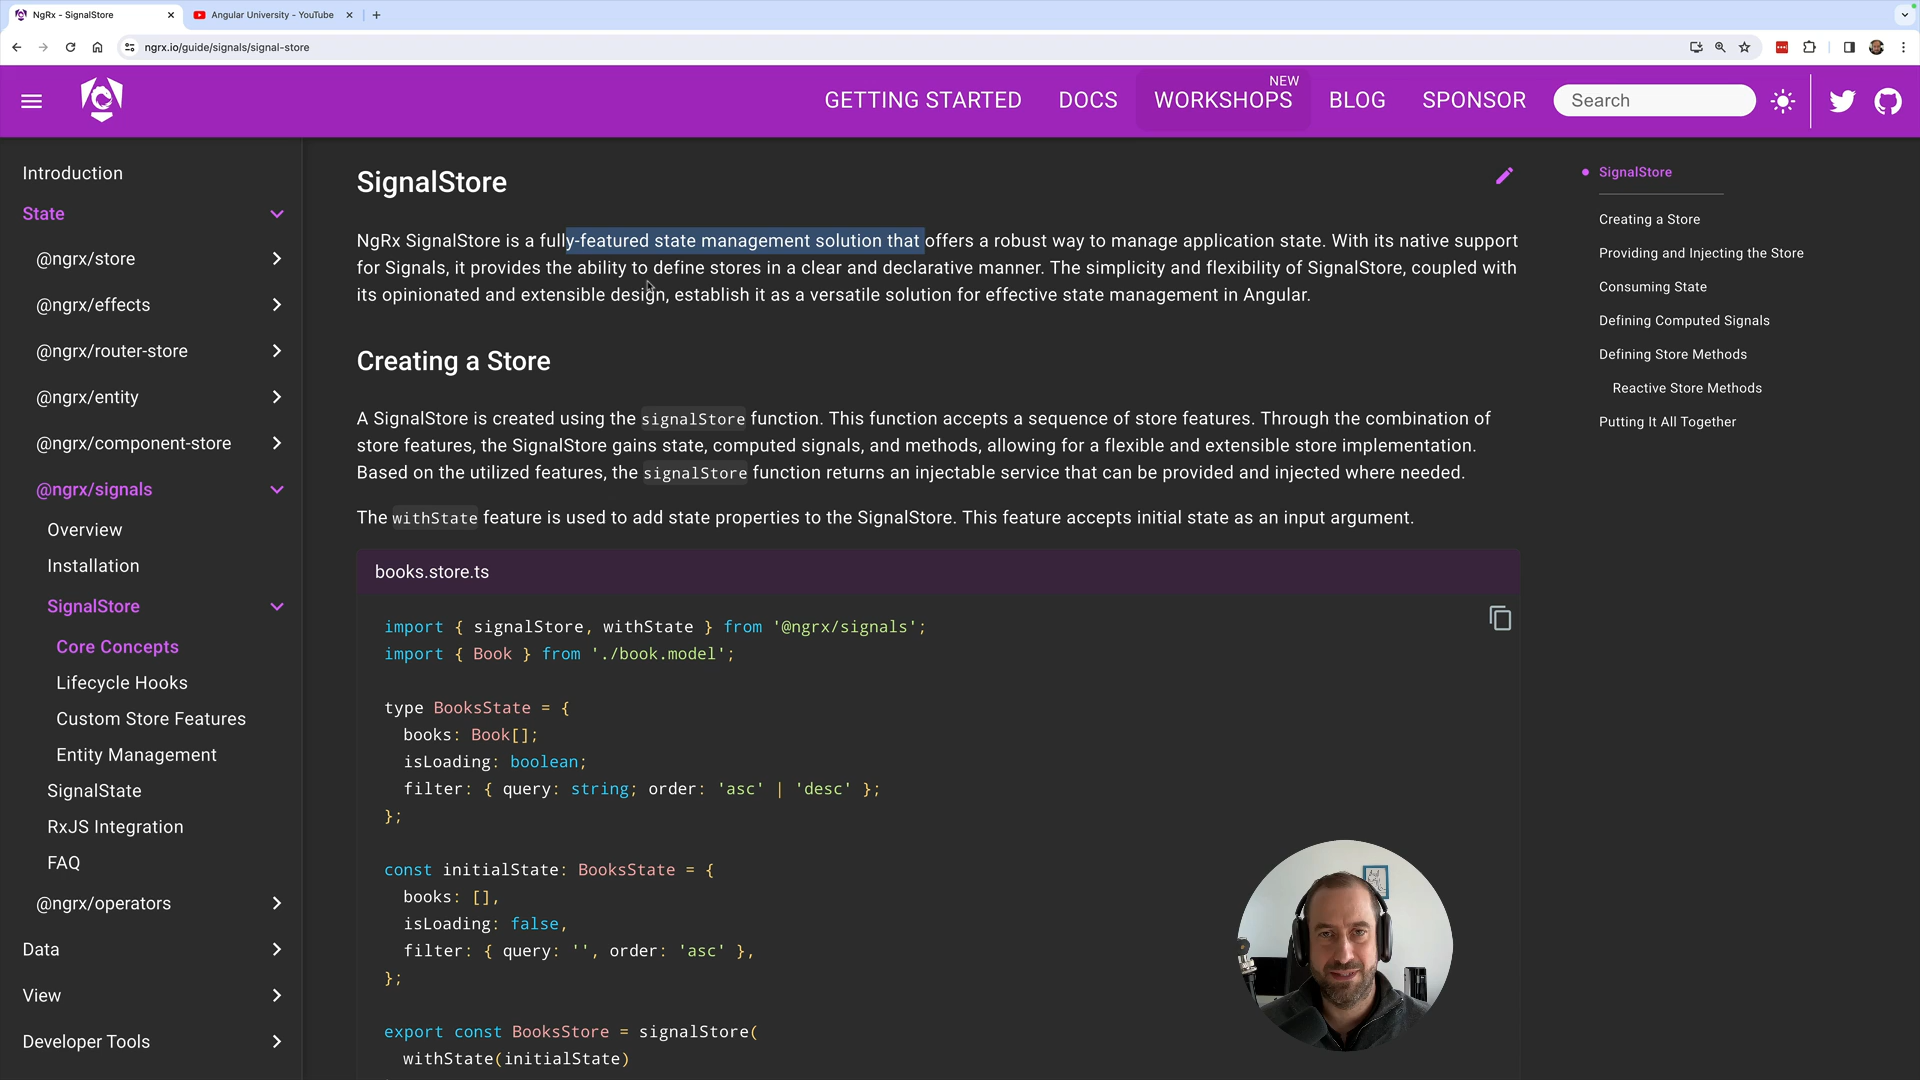 NgRx - SignalStore
Angular University - YouTube
ngrx.io/guide/signals/signal-store
GETTING STARTED
DOCS
WORKSHOPS
NEW
BLOG
SPONSOR
Search
Introduction
State
@ngrx/store
@ngrx/effects
@ngrx/router-store
@ngrx/entity
@ngrx/component-store
@ngrx/signals
Overview
Installation
SignalStore
Core Concepts
Lifecycle Hooks
Custom Store Features
Entity Management
SignalState
RxJS Integration
FAQ
@ngrx/operators
Data
View
Developer Tools
SignalStore
NgRx SignalStore is a fully-featured state management solution that offers a robust way to manage application state. With its native support
for Signals, it provides the ability to define stores in a clear and declarative manner. The simplicity and flexibility of SignalStore, coupled with
its opinionated and extensible design, establish it as a versatile solution for effective state management in Angular.
Creating a Store
A SignalStore is created using the signalStore function. This function accepts a sequence of store features. Through the combination of
store features, the SignalStore gains state, computed signals, and methods, allowing for a flexible and extensible store implementation.
Based on the utilized features, the signalStore function returns an injectable service that can be provided and injected where needed.
The withState feature is used to add state properties to the SignalStore. This feature accepts initial state as an input argument.
books.store.ts
import { signalStore, withState } from '@ngrx/signals';
import { Book } from './book.model';
type BooksState = {
books: Book[];
isLoading: boolean;
filter: { query: string; order: 'asc' | 'desc' };
};
const initialState: BooksState = {
books: [],
isLoading: false,
filter: { query: '', order: 'asc' },
};
export const BooksStore = signalStore(
withState(initialState)
SignalStore
Creating a Store
Providing and Injecting the Store
Consuming State
Defining Computed Signals
Defining Store Methods
Reactive Store Methods
Putting It All Together